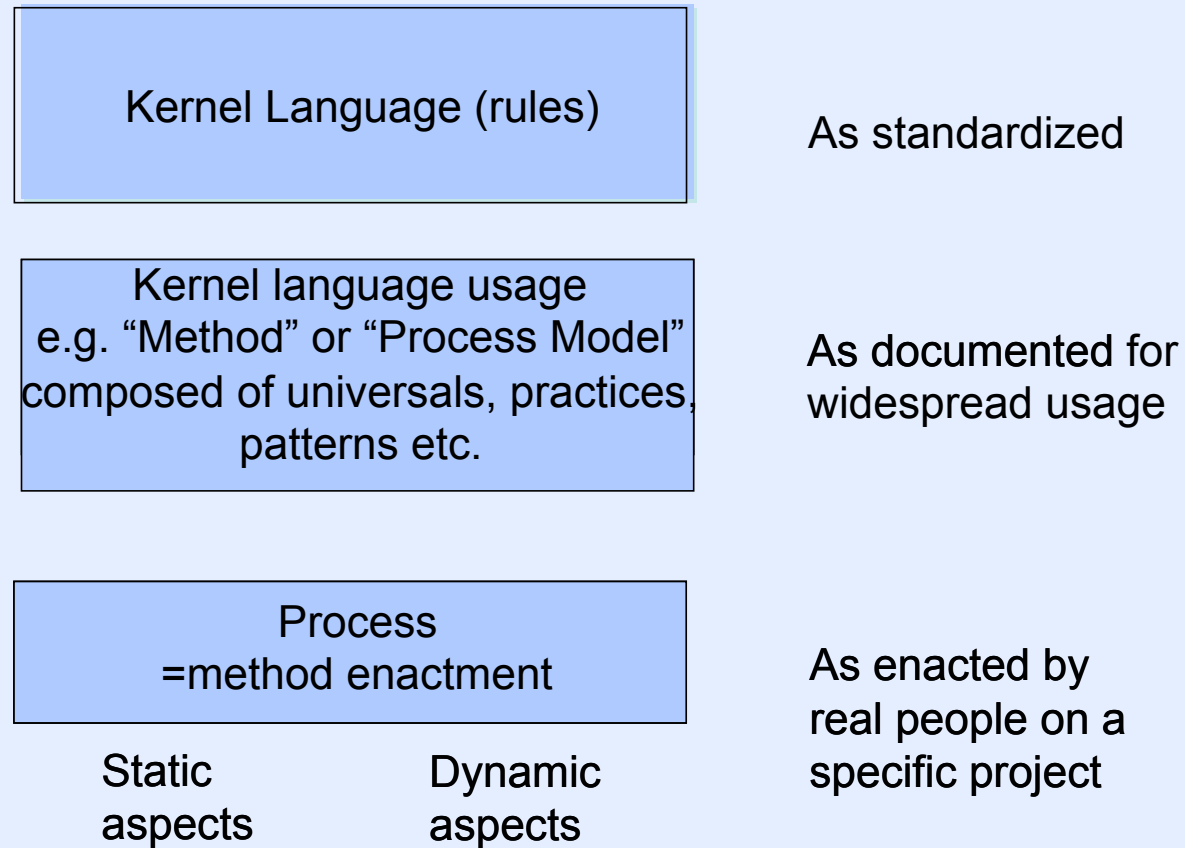 Kernel Language (rules)
As standardized
Kernel language usage
e.g. “Method” or “Process Model”
composed of universals, practices,
patterns etc.
As documented for
widespread usage
Process
=method enactment
As enacted by
real people on a
specific project
Static
aspects
Dynamic
aspects